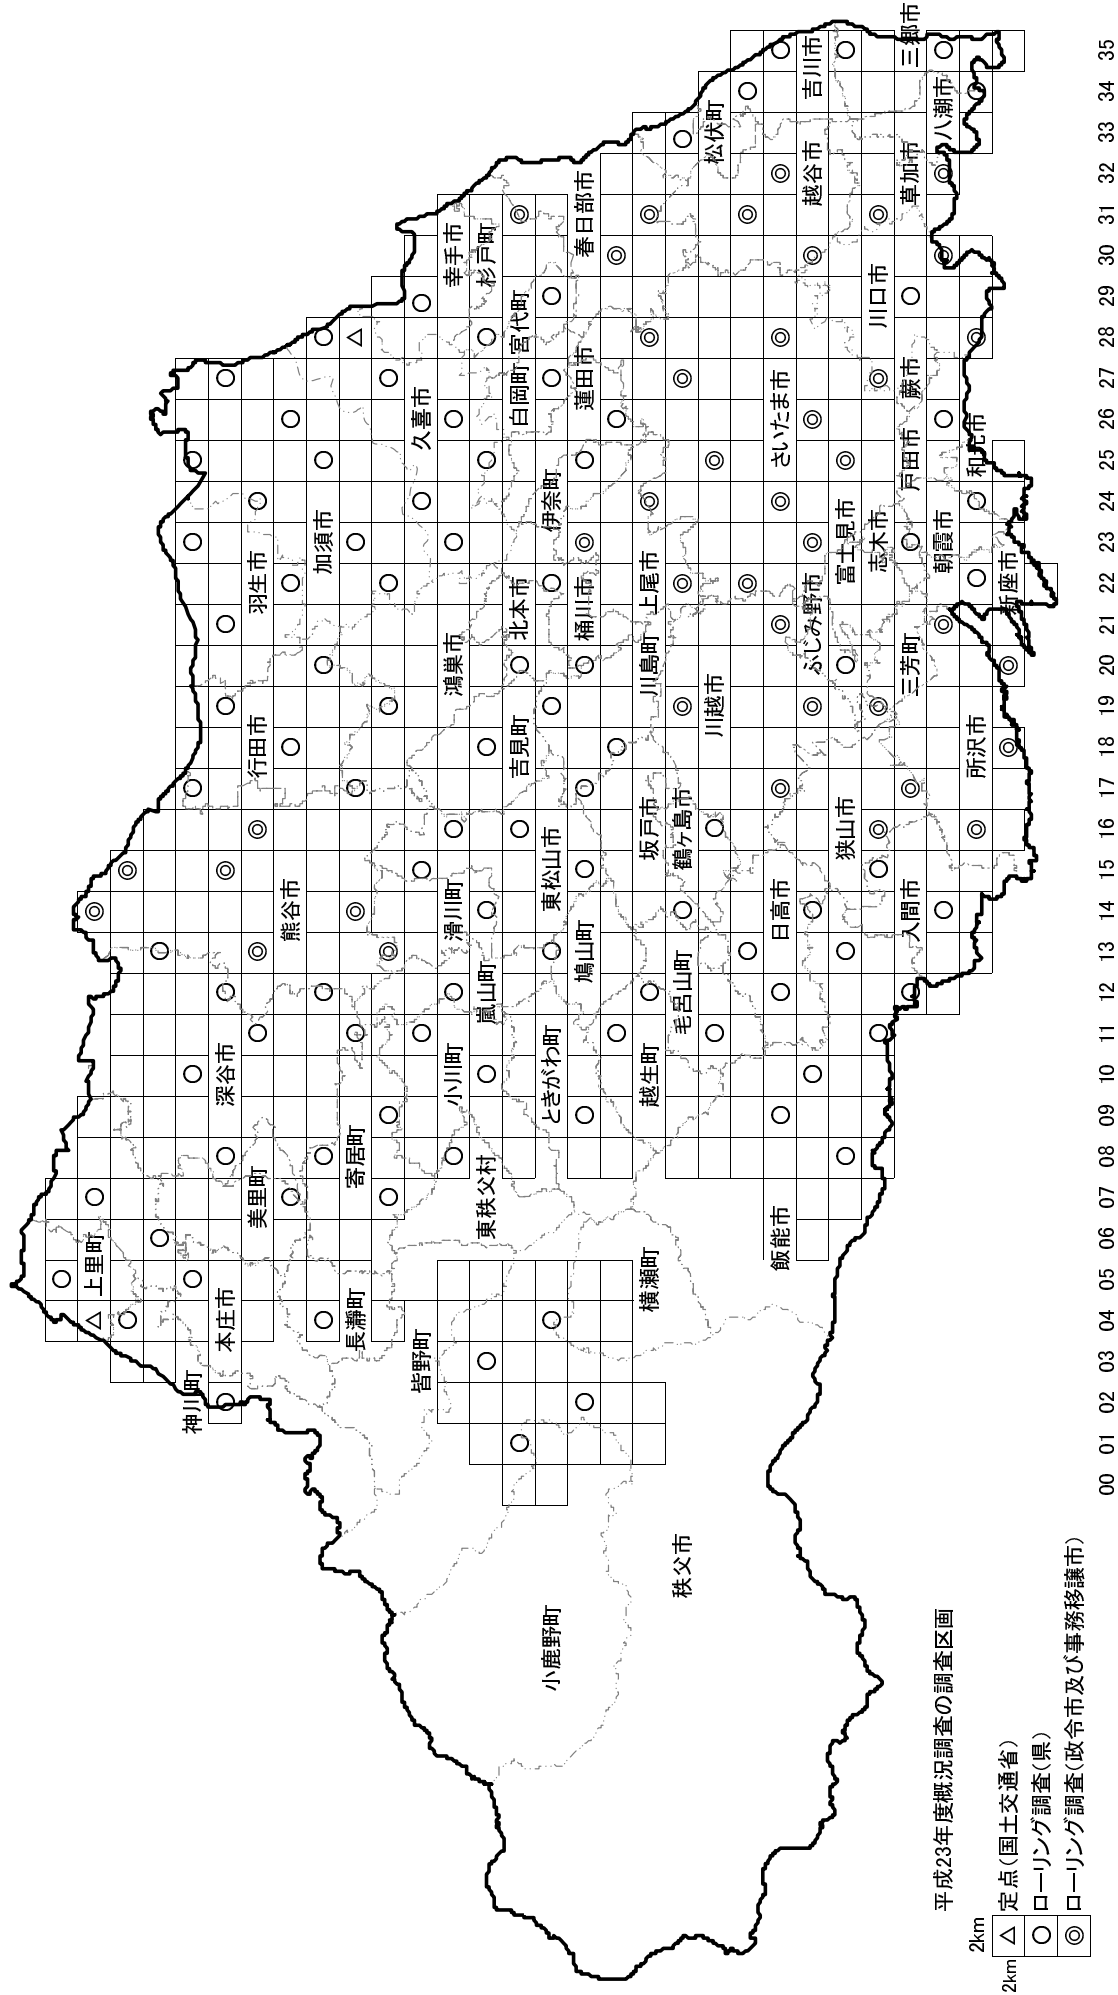 神川町
本庄市
上里町
美里町
深谷市
寄居町
長瀞町
皆野町
小鹿野町
秩父市
横瀬町
東秩父村
小川町
ときがわ町
嵐山町
滑川町
熊谷市
行田市
羽生市
加須市
久喜市
幸手市
杉戸町
宮代町
白岡町
蓮田市
春日部市
松伏町
吉川市
三郷市
八潮市
草加市
越谷市
川口市
蕨市
戸田市
さいたま市
伊奈町
上尾市
桶川市
北本市
鴻巣市
吉見町
川島町
東松山市
鳩山町
越生町
毛呂山町
坂戸市
鶴ヶ島市
川越市
日高市
飯能市
狭山市
入間市
所沢市
三芳町
ふじみ野市
富士見市
志木市
朝霞市
新座市
和光市
00 01 02 03 04 05 06 07 08 09 10 11 12 13 14 15 16 17 18 19 20 21 22 23 24 25 26 27 28 29 30 31 32 33 34 35
平成23年度概況調査の調査区画
2km
2km
△ 定点(国土交通省)
○ ローリング調査(県)
◎ ローリング調査(政令市及び事務移譲市)